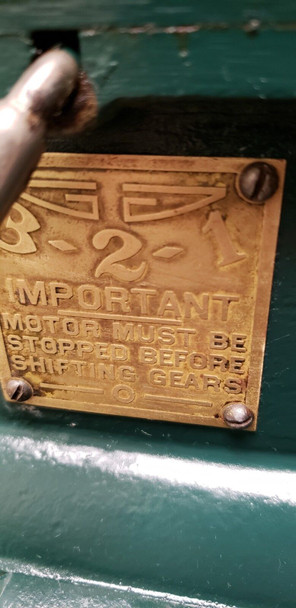 3-2-1
IMPORTANT
MOTOR MUST BE
STOPPED BEFORE
SHIFTING GEARS